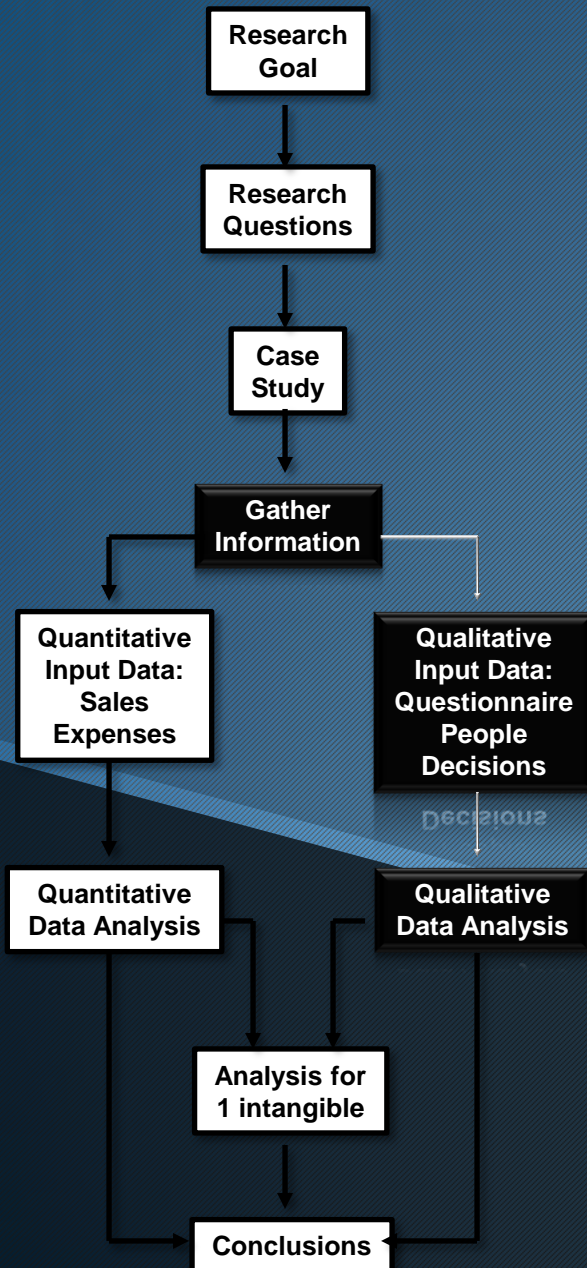 Research
Goal
Research
Questions
Case
Study
Gather
Information
Quantitative
Input Data:
Sales
Expenses
Qualitative
Input Data:
Questionnaire
People
Decisions
Quantitative
Data Analysis
Qualitative
Data Analysis
Analysis for
1 intangible
Conclusions